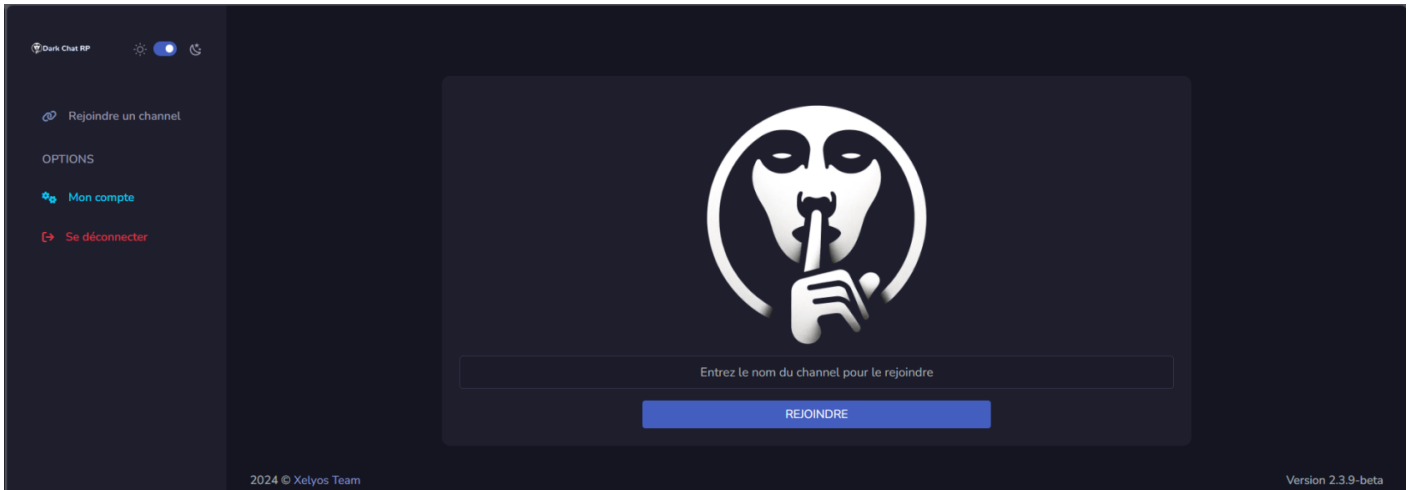 Dark Chat RP
Rejoindre un channel
OPTIONS
Mon compte
Se déconnecter
Entrez le nom du channel pour le rejoindre
REJOINDRE
2024 © Xelyos Team
Version 2.3.9-beta